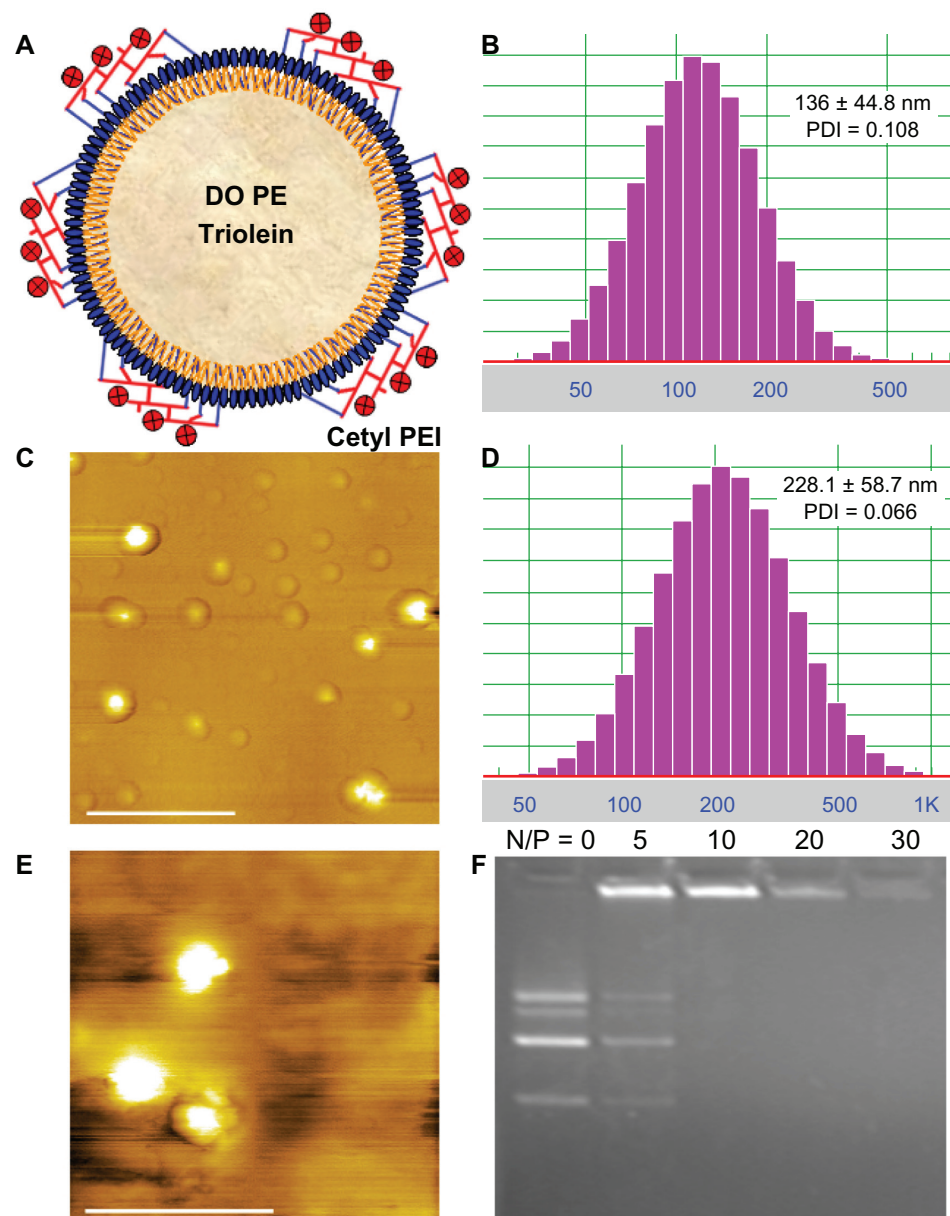 A
DO PE
Triolein
Cetyl PEI
B
136 ± 44.8 nm
PDI = 0.108
50 100 200 500
C
D
228.1 ± 58.7 nm
PDI = 0.066
50 100 200 500 1K
E
N/P = 0 5 10 20 30
F